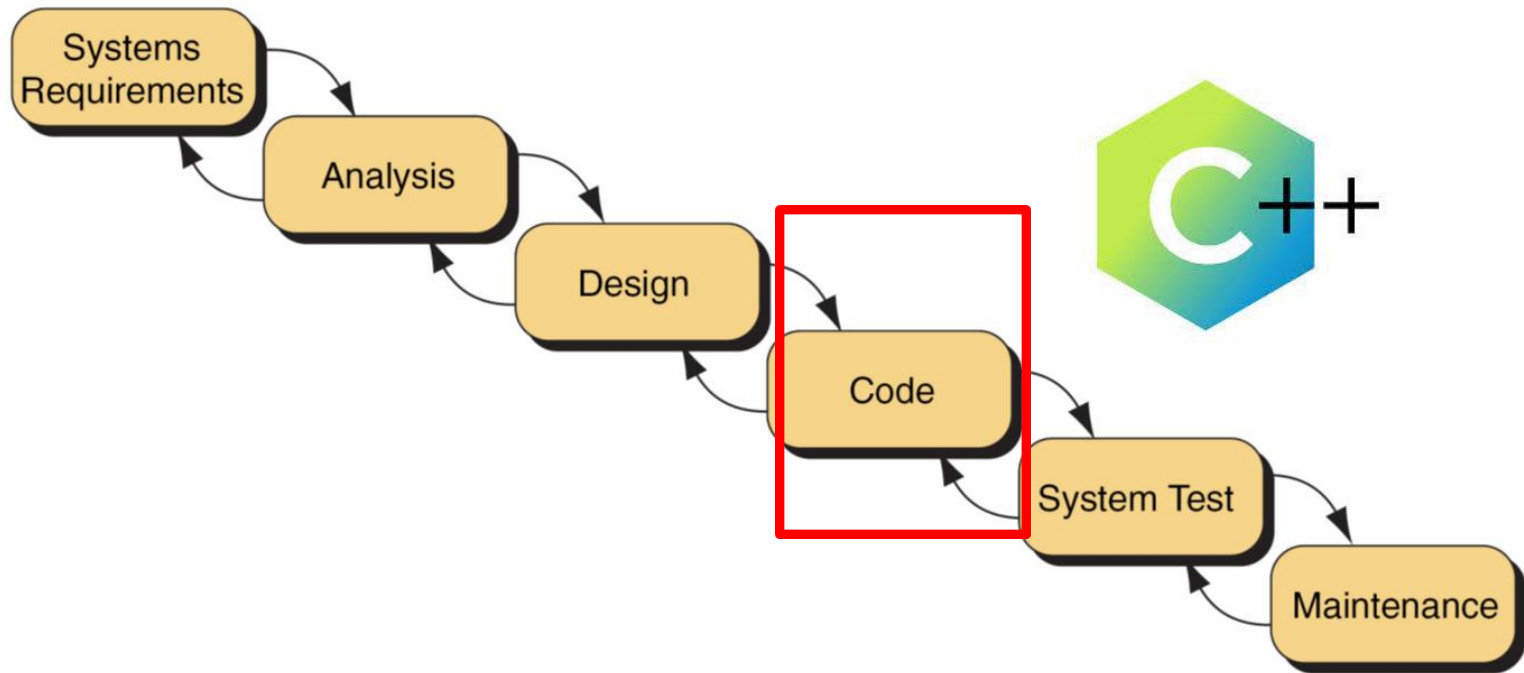 Systems
Requirements
Analysis
C++
Design
Code
System Test
Maintenance